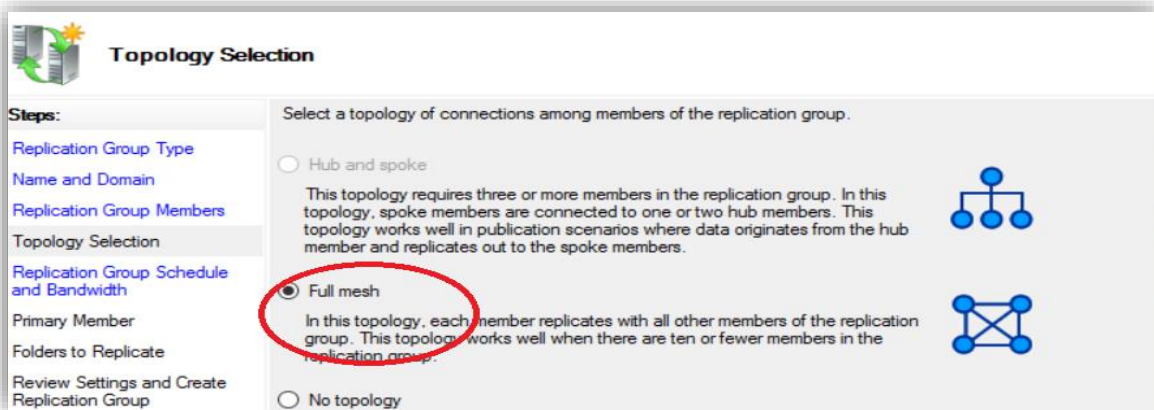 Topology Selection
Steps:
Replication Group Type
Name and Domain
Replication Group Members
Topology Selection
Replication Group Schedule
and Bandwidth
Primary Member
Folders to Replicate
Review Settings and Create
Replication Group
Select a topology of connections among members of the replication group.
Hub and spoke
This topology requires three or more members in the replication group. In this
topology, spoke members are connected to one or two hub members. This
topology works well in publication scenarios where data originates from the hub
member and replicates out to the spoke members.
Full mesh
In this topology, each member replicates with all other members of the replication
group. This topology works well when there are ten or fewer members in the
replication group.
No topology